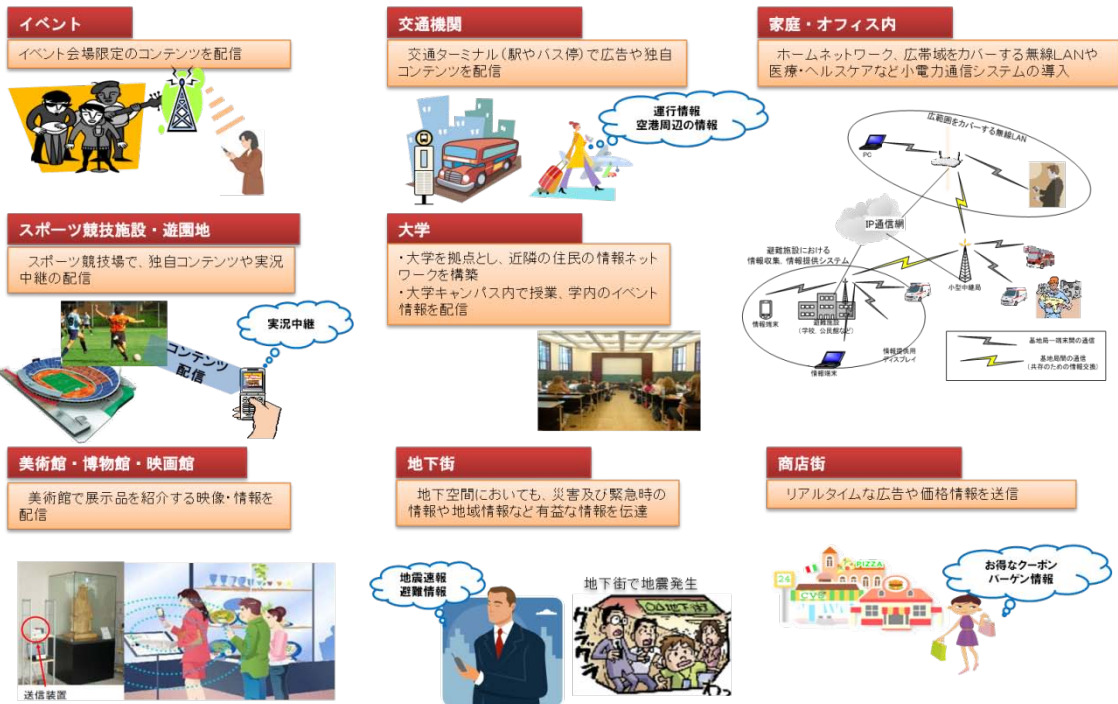 イベント
イベント会場限定のコンテンツを配信
交通機関
交通ターミナル(駅やバス停)で広告や独自
コンテンツを配信
運行情報
空港周辺の情報
家庭・オフィス内
ホームネットワーク、広帯域をカバーする無線LANや
医療・ヘルスケアなど小電力通信システムの導入
広範囲をカバーする無線LAN
PC
IP通信網
避難施設における
情報収集、情報提供システム
小型中継局
情報端末
避難施設
(学校、公民館など)
情報提供用
ディスプレイ
情報端末
基地局ー端末間の通信
基地局間の通信
(共存のための情報交換)
スポーツ競技施設・遊園地
スポーツ競技場で、独自コンテンツや実況
中継の配信
実況中継
コンテンツ
配信
大学
・大学を拠点とし、近隣の住民の情報ネット
ワークを構築
・大学キャンパス内で授業、学内のイベント
情報を配信
美術館・博物館・映画館
美術館で展示品を紹介する映像・情報を
配信
送信装置
地下街
地下空間においても、災害及び緊急時の
情報や地域情報など有益な情報を伝達
地震速報
避難情報
地下街で地震発生
○△地下街
グラグラ
わっ
商店街
リアルタイムな広告や価格情報を送信
お得なクーポン
バーゲン情報
24
CVS
PIZZA